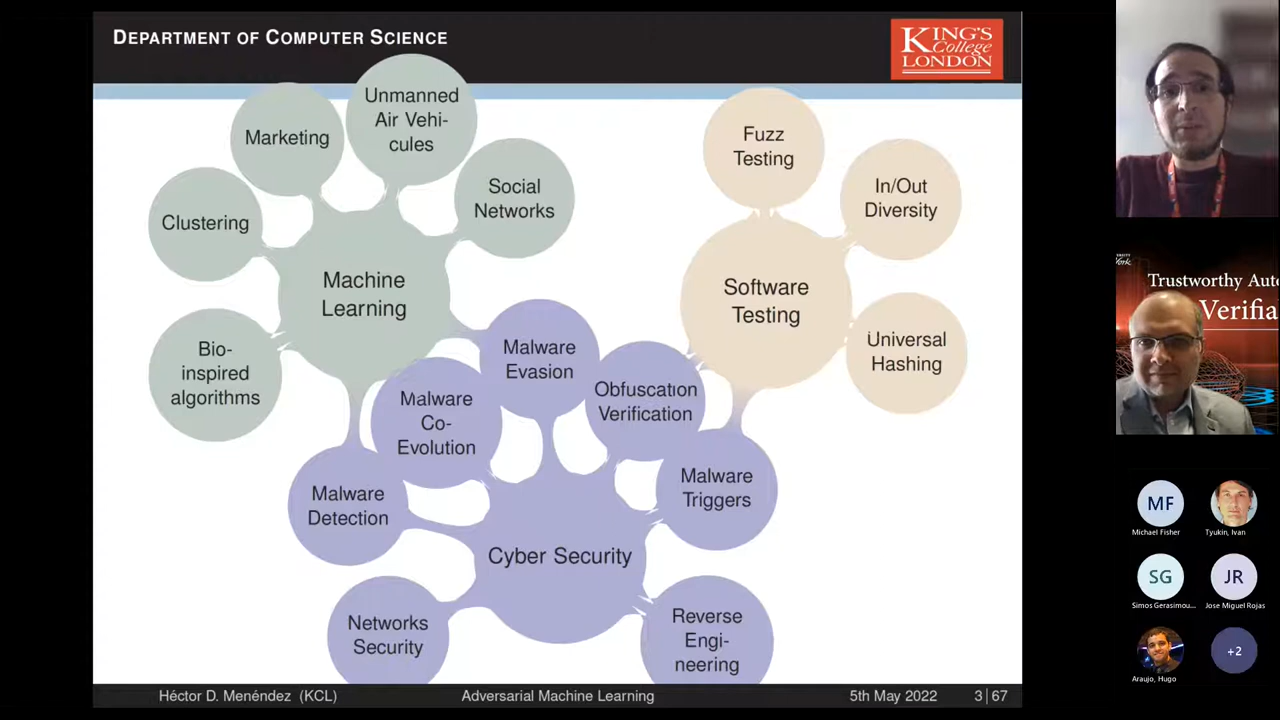 DEPARTMENT OF COMPUTER SCIENCE
KING'S
College
LONDON
Unmanned
Air Vehi-
cules
Marketing
Social
Networks
Clustering
Machine
Learning
Bio-
inspired
algorithms
Fuzz
Testing
In/Out
Diversity
Software
Testing
Universal
Hashing
Malware
Evasion
Obfuscation
Verification
Malware
Co-
Evolution
Malware
Triggers
Malware
Detection
Cyber Security
Networks
Security
Reverse
Engi-
neering
Héctor D. Menéndez (KCL)
Adversarial Machine Learning
5th May 2022
3|67
Trustworthy Auto
Verifia
MF
Michael Fisher
Tyukin, Ivan
SG
Simos Gerasimou...
JR
Jose Miguel Rojas
Araujo, Hugo
+2